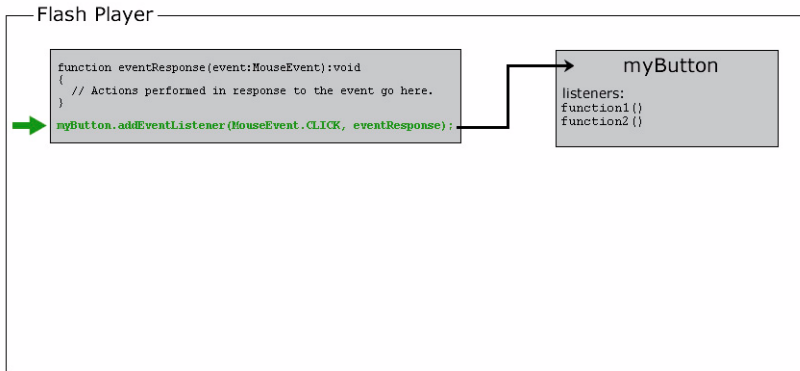 Flash Player
function eventResponse(event:MouseEvent):void
{
// Actions performed in response to the event go here.
}
myButton.addEventListener(MouseEvent.CLICK, eventResponse);
myButton
listeners:
function1()
function2()